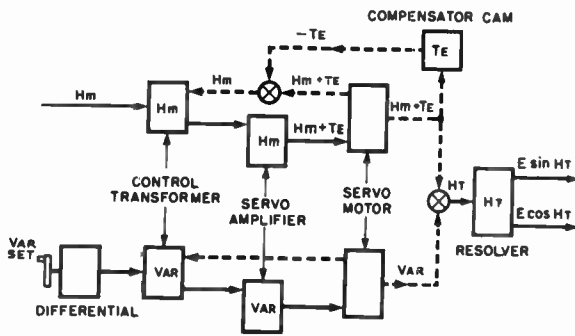 COMPENSATOR CAM
-TE
TE
Hm
Hm
Hm+TE
Hm+TE
Hm
Hm
Hm+TE
HT
E sin HT
HT
E cos HT
CONTROL
TRANSFORMER
SERVO
AMPLIFIER
SERVO
MOTOR
RESOLVER
VAR
SET
VAR
VAR
DIFFERENTIAL
VAR